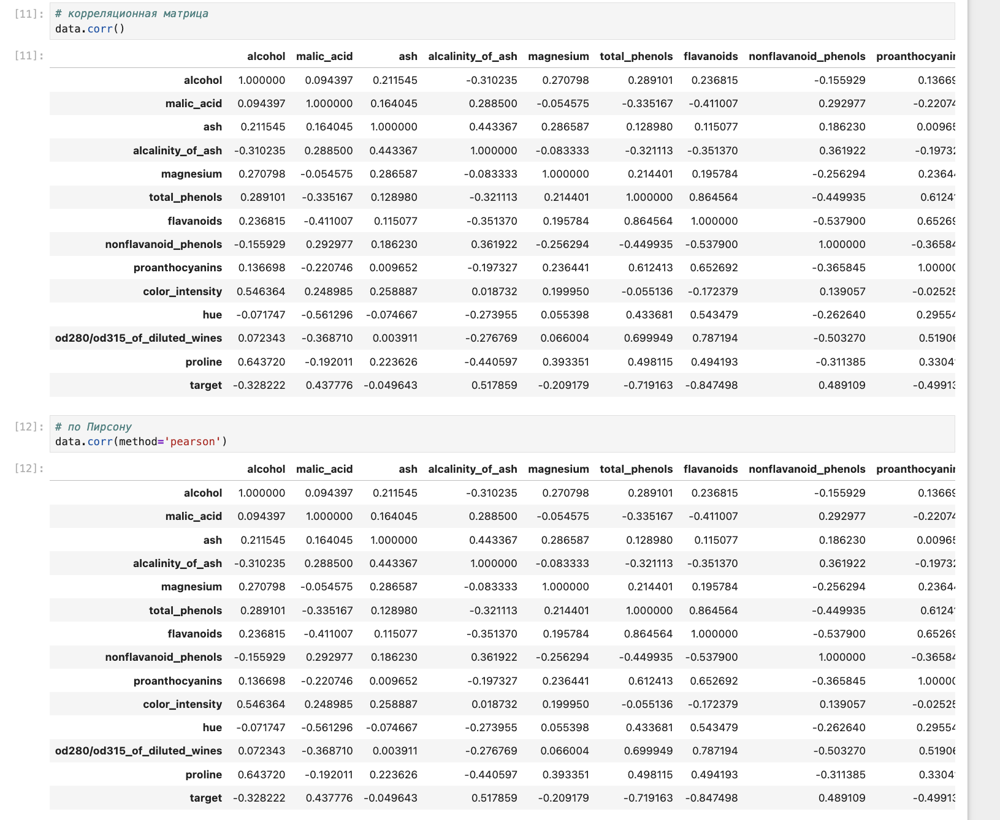 [11]: # корреляционная матрица
data.corr()
[11]: alcohol malic_acid ash alcalinity_of_ash magnesium total_phenols flavanoids nonflavanoid_phenols proanthocyanin
alcohol 1.000000 0.094397 0.211545 -0.310235 0.270798 0.289101 0.236815 -0.155929 0.13669
malic_acid 0.094397 1.000000 0.164045 0.288500 -0.054575 -0.335167 -0.411007 0.292977 -0.22074
ash 0.211545 0.164045 1.000000 0.443367 0.286587 0.128980 0.115077 0.186230 0.00965
alcalinity_of_ash -0.310235 0.288500 0.443367 1.000000 -0.083333 -0.321113 -0.351370 0.361922 -0.19732
magnesium 0.270798 -0.054575 0.286587 -0.083333 1.000000 0.214401 0.195784 -0.256294 0.23644
total_phenols 0.289101 -0.335167 0.128980 -0.321113 0.214401 1.000000 0.864564 -0.449935 0.61241
flavanoids 0.236815 -0.411007 0.115077 -0.351370 0.195784 0.864564 1.000000 -0.537900 0.65269
nonflavanoid_phenols -0.155929 0.292977 0.186230 0.361922 -0.256294 -0.449935 -0.537900 1.000000 -0.36584
proanthocyanins 0.136698 -0.220746 0.009652 -0.197327 0.236441 0.612413 0.652692 -0.365845 1.00000
color_intensity 0.546364 0.248985 0.258887 0.018732 0.199950 -0.055136 -0.172379 0.139057 -0.02525
hue -0.071747 -0.561296 -0.074667 -0.273955 0.055398 0.433681 0.543479 -0.262640 0.29554
od280/od315_of_diluted_wines 0.072343 -0.368710 0.003911 -0.276769 0.066004 0.699949 0.787194 -0.503270 0.51906
proline 0.643720 -0.192011 0.223626 -0.440597 0.393351 0.498115 0.494193 -0.311385 0.33041
target -0.328222 0.437776 -0.049643 0.517859 -0.209179 -0.719163 -0.847498 0.489109 -0.49913
[12]: # по Пирсону
data.corr(method='pearson')
[12]: alcohol malic_acid ash alcalinity_of_ash magnesium total_phenols flavanoids nonflavanoid_phenols proanthocyanin
alcohol 1.000000 0.094397 0.211545 -0.310235 0.270798 0.289101 0.236815 -0.155929 0.13669
malic_acid 0.094397 1.000000 0.164045 0.288500 -0.054575 -0.335167 -0.411007 0.292977 -0.22074
ash 0.211545 0.164045 1.000000 0.443367 0.286587 0.128980 0.115077 0.186230 0.00965
alcalinity_of_ash -0.310235 0.288500 0.443367 1.000000 -0.083333 -0.321113 -0.351370 0.361922 -0.19732
magnesium 0.270798 -0.054575 0.286587 -0.083333 1.000000 0.214401 0.195784 -0.256294 0.23644
total_phenols 0.289101 -0.335167 0.128980 -0.321113 0.214401 1.000000 0.864564 -0.449935 0.61241
flavanoids 0.236815 -0.411007 0.115077 -0.351370 0.195784 0.864564 1.000000 -0.537900 0.65269
nonflavanoid_phenols -0.155929 0.292977 0.186230 0.361922 -0.256294 -0.449935 -0.537900 1.000000 -0.36584
proanthocyanins 0.136698 -0.220746 0.009652 -0.197327 0.236441 0.612413 0.652692 -0.365845 1.00000
color_intensity 0.546364 0.248985 0.258887 0.018732 0.199950 -0.055136 -0.172379 0.139057 -0.02525
hue -0.071747 -0.561296 -0.074667 -0.273955 0.055398 0.433681 0.543479 -0.262640 0.29554
od280/od315_of_diluted_wines 0.072343 -0.368710 0.003911 -0.276769 0.066004 0.699949 0.787194 -0.503270 0.51906
proline 0.643720 -0.192011 0.223626 -0.440597 0.393351 0.498115 0.494193 -0.311385 0.33041
target -0.328222 0.437776 -0.049643 0.517859 -0.209179 -0.719163 -0.847498 0.489109 -0.49913